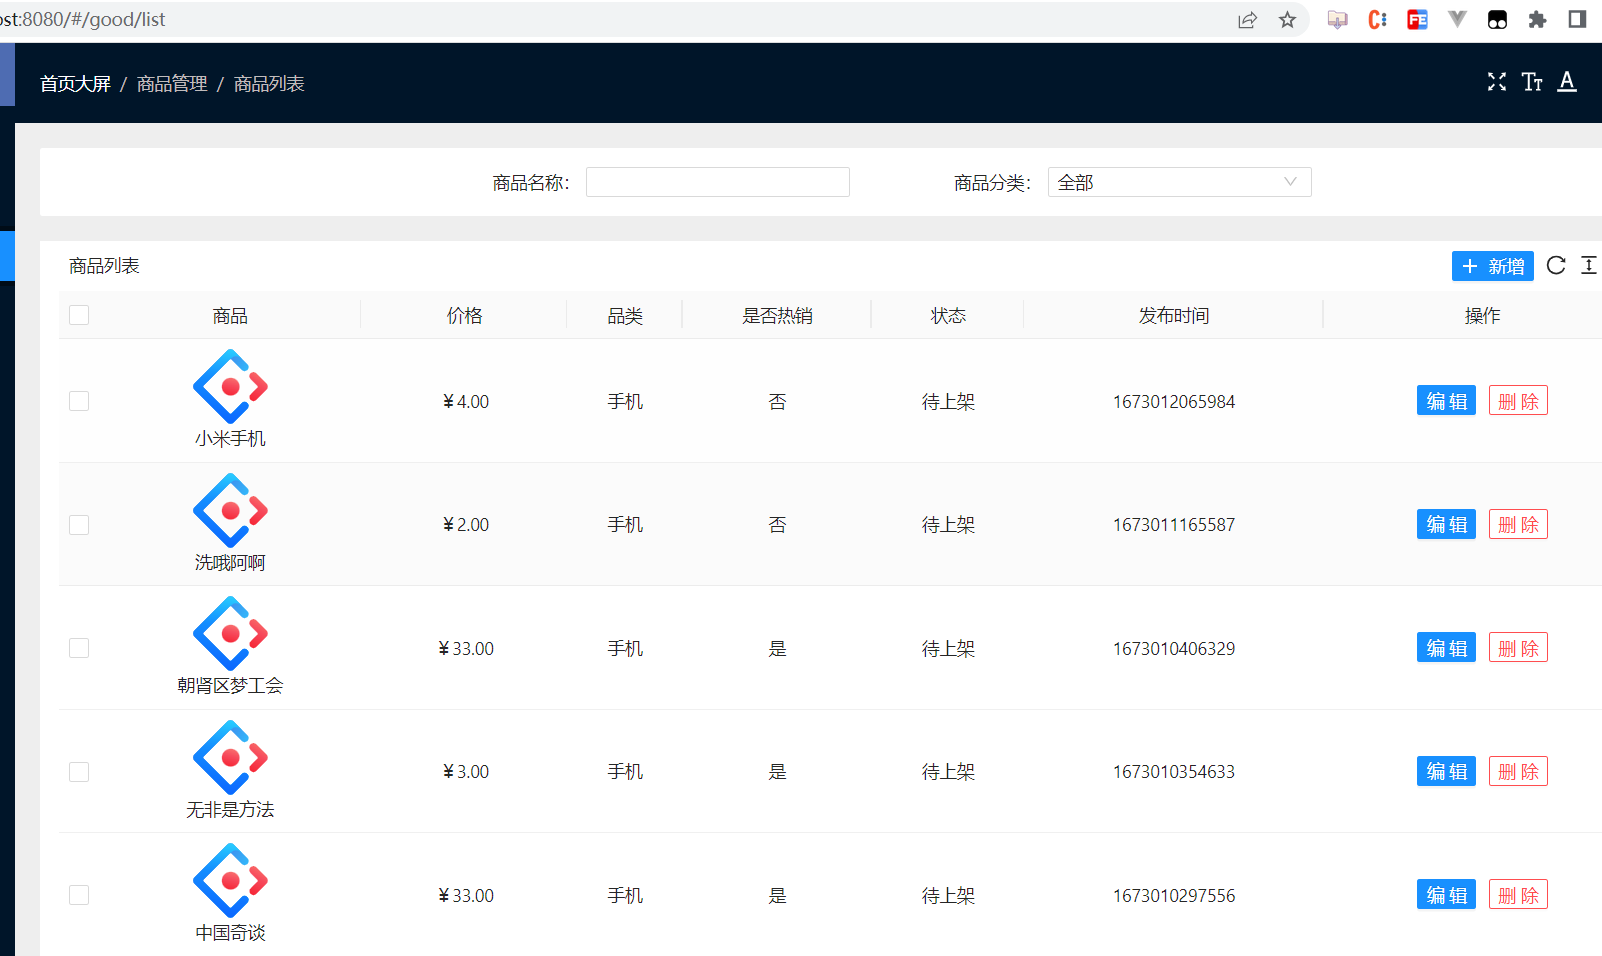 ost:8080/#/good/list
首页大屏 / 商品管理 / 商品列表
商品名称: 商品分类: 全部
商品列表 新增
商品 价格 品类 是否热销 状态 发布时间 操作
小米手机 ¥4.00 手机 否 待上架 1673012065984 编辑 删除
洗哦阿啊 ¥2.00 手机 否 待上架 1673011165587 编辑 删除
朝肾区梦工会 ¥33.00 手机 是 待上架 1673010406329 编辑 删除
无非是方法 ¥3.00 手机 是 待上架 1673010354633 编辑 删除
中国奇谈 ¥33.00 手机 是 待上架 1673010297556 编辑 删除